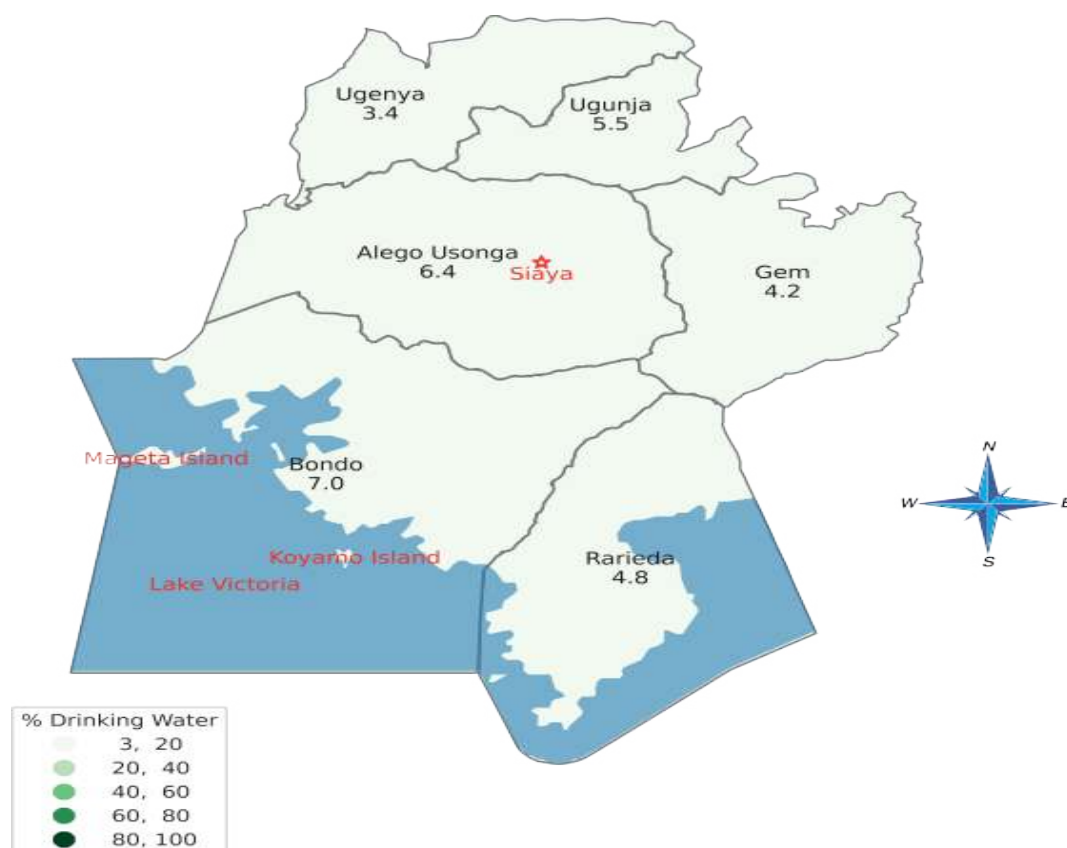 Ugenya
3.4
Ugunja
5.5
Alego Usonga
6.4
Siaya
Gem
4.2
Mageta Island
Bondo
7.0
Koyamo Island
Lake Victoria
Rarieda
4.8
N
W
E
S
% Drinking Water
3, 20
20, 40
40, 60
60, 80
80, 100